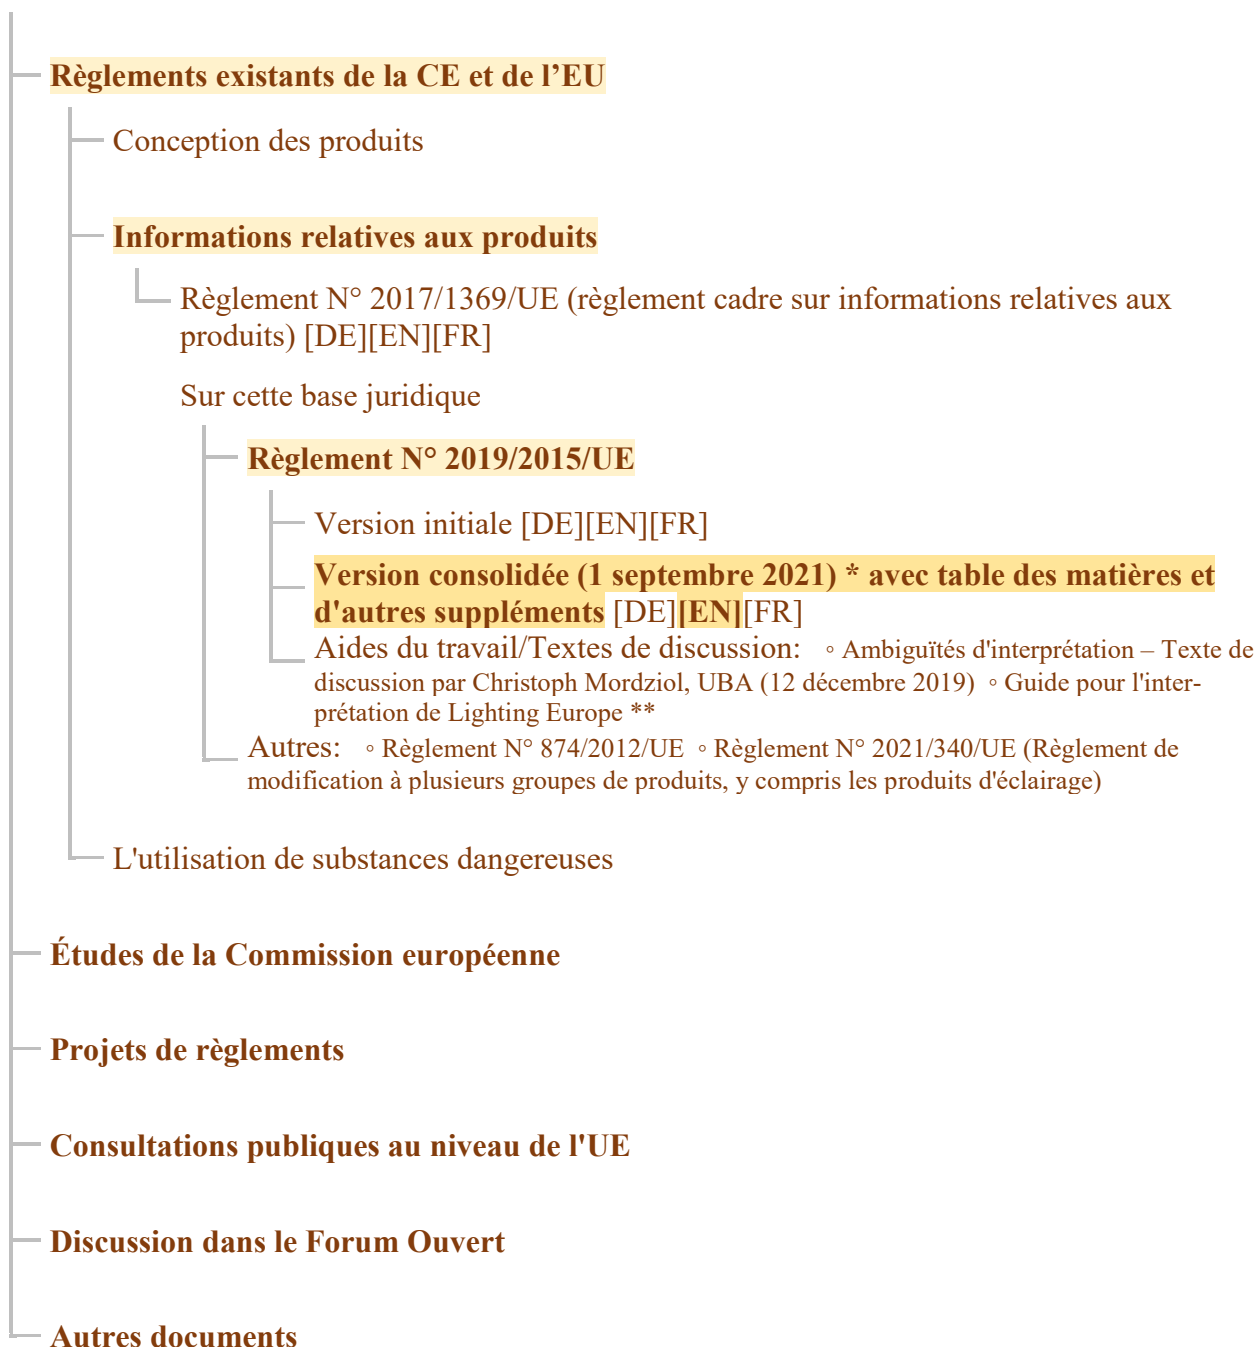 Règlements existants de la CE et de l’EU
Conception des produits
Informations relatives aux produits
Règlement N° 2017/1369/UE (règlement cadre sur informations relatives aux
produits) [DE][EN][FR]
Sur cette base juridique
Règlement N° 2019/2015/UE
Version initiale [DE][EN][FR]
Version consolidée (1 septembre 2021) * avec table des matières et
d'autres suppléments [DE][EN][FR]
Aides du travail/Textes de discussion: ◦ Ambiguïtés d'interprétation – Texte de
discussion par Christoph Mordziol, UBA (12 décembre 2019) ◦ Guide pour l'inter-
prétation de Lighting Europe **
Autres: ◦ Règlement N° 874/2012/UE ◦ Règlement N° 2021/340/UE (Règlement de
modification à plusieurs groupes de produits, y compris les produits d'éclairage)
L'utilisation de substances dangereuses
Études de la Commission européenne
Projets de règlements
Consultations publiques au niveau de l'UE
Discussion dans le Forum Ouvert
Autres documents